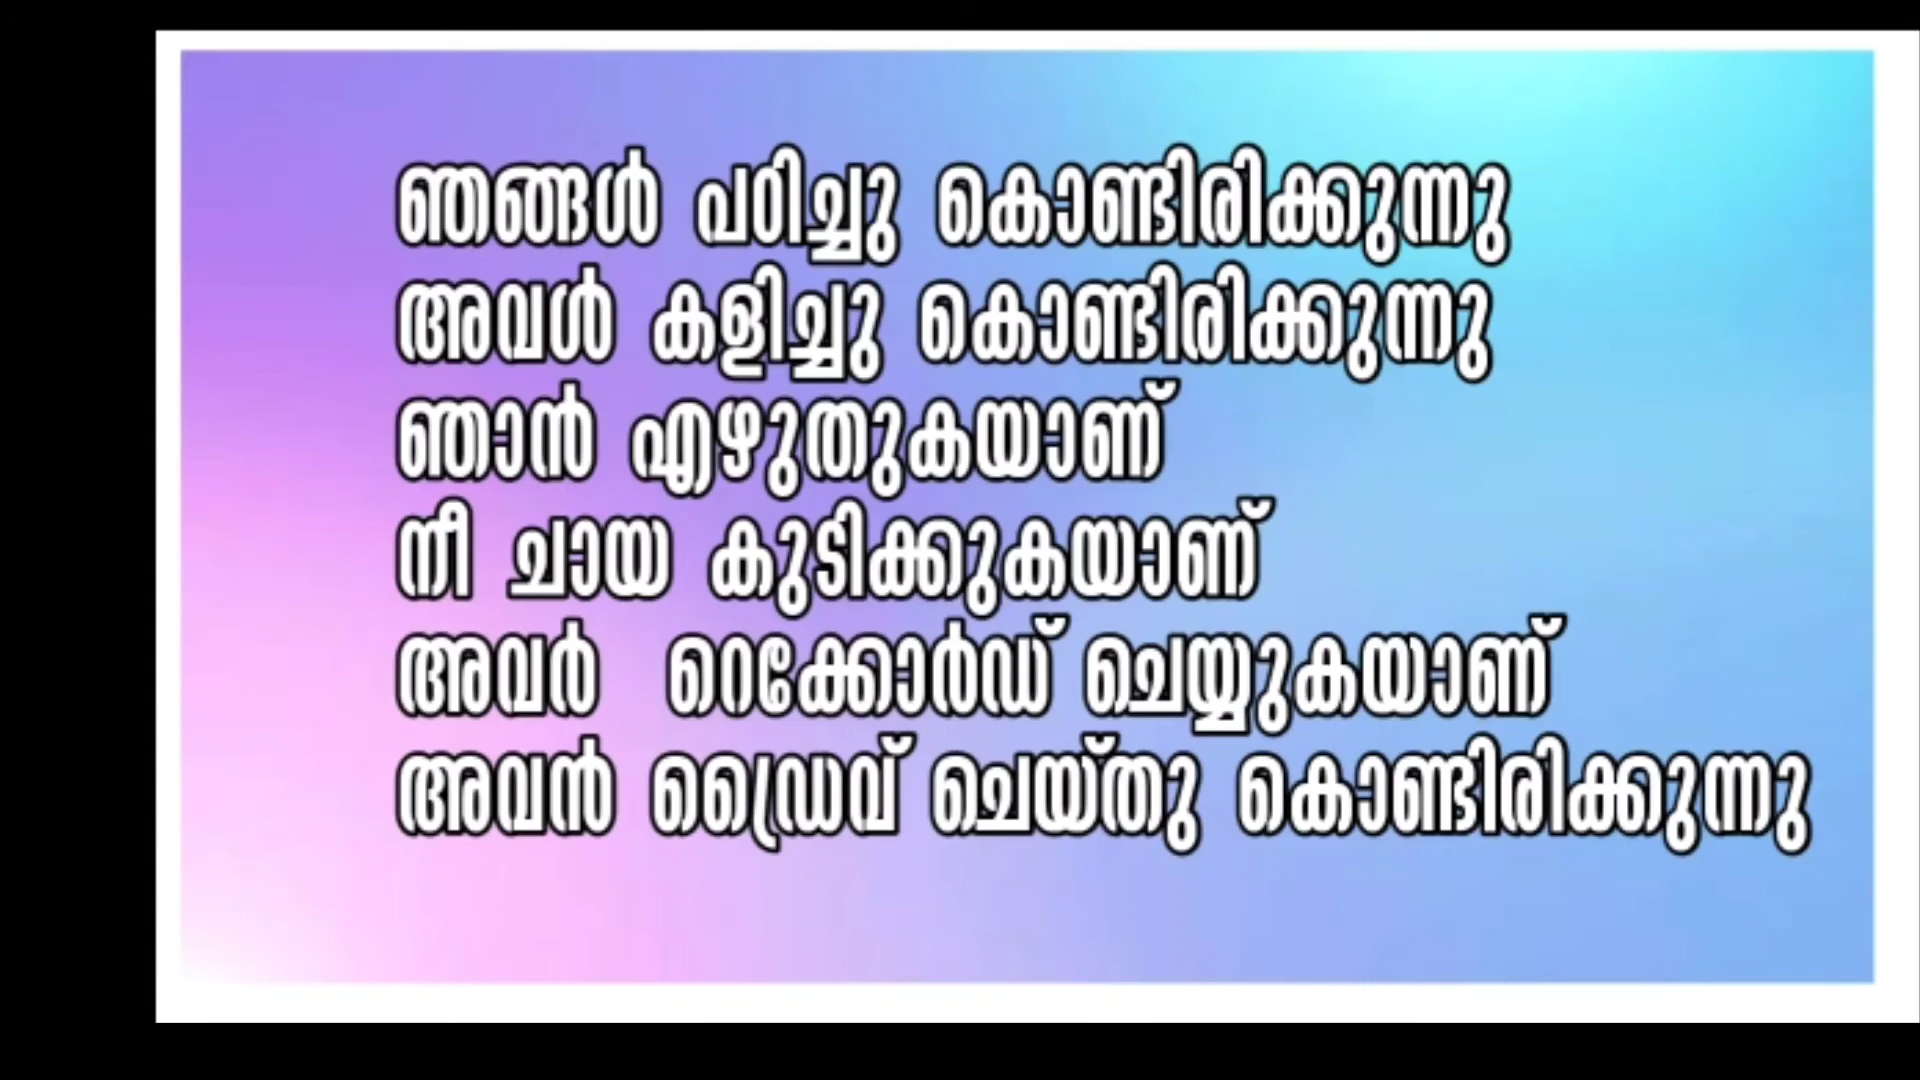 ഞങ്ങൾ പഠിച്ചു കൊണ്ടിരിക്കുന്നു
അവൾ കളിച്ചു കൊണ്ടിരിക്കുന്നു
ഞാൻ എഴുതുകയാണ്
നീ ചായ കുടിക്കുകയാണ്
അവർ റെക്കോർഡ് ചെയ്യുകയാണ്
അവൻ ഡ്രൈവ് ചെയ്തു കൊണ്ടിരിക്കുന്നു